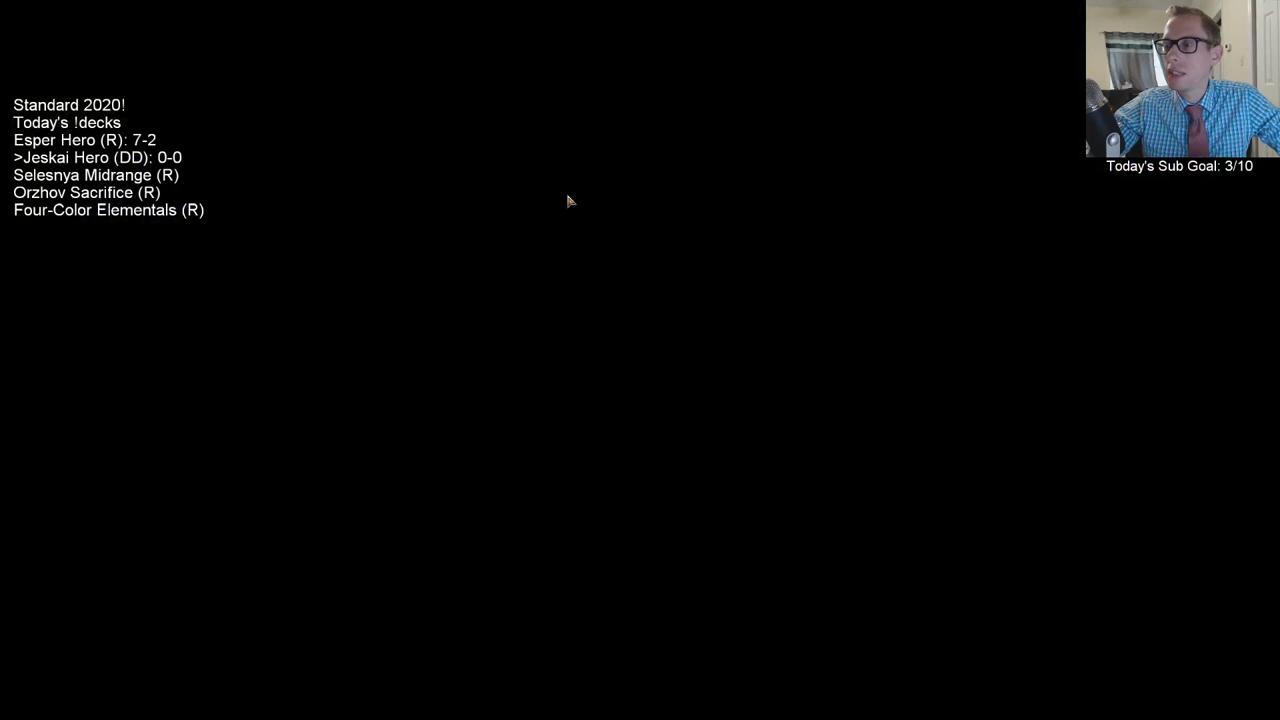 Standard 2020!
Today's !decks
Esper Hero (R): 7-2
>Jeskai Hero (DD): 0-0
Selesnya Midrange (R)
Orzhov Sacrifice (R)
Four-Color Elementals (R)
Today's Sub Goal: 3/10